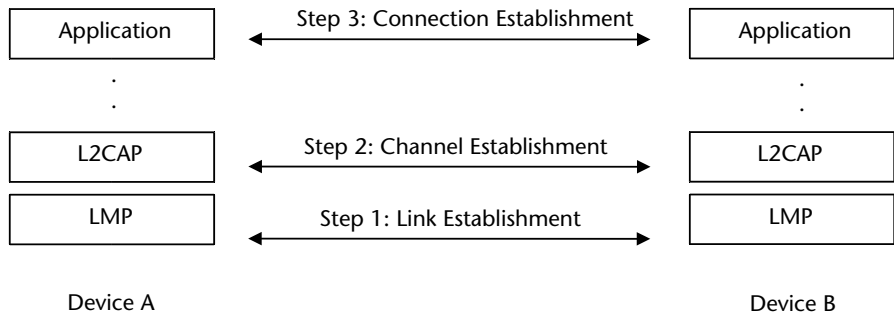 Step 3: Connection Establishment
Application
Application
.
.
.
.
Step 2: Channel Establishment
L2CAP
L2CAP
Step 1: Link Establishment
LMP
LMP
Device A
Device B